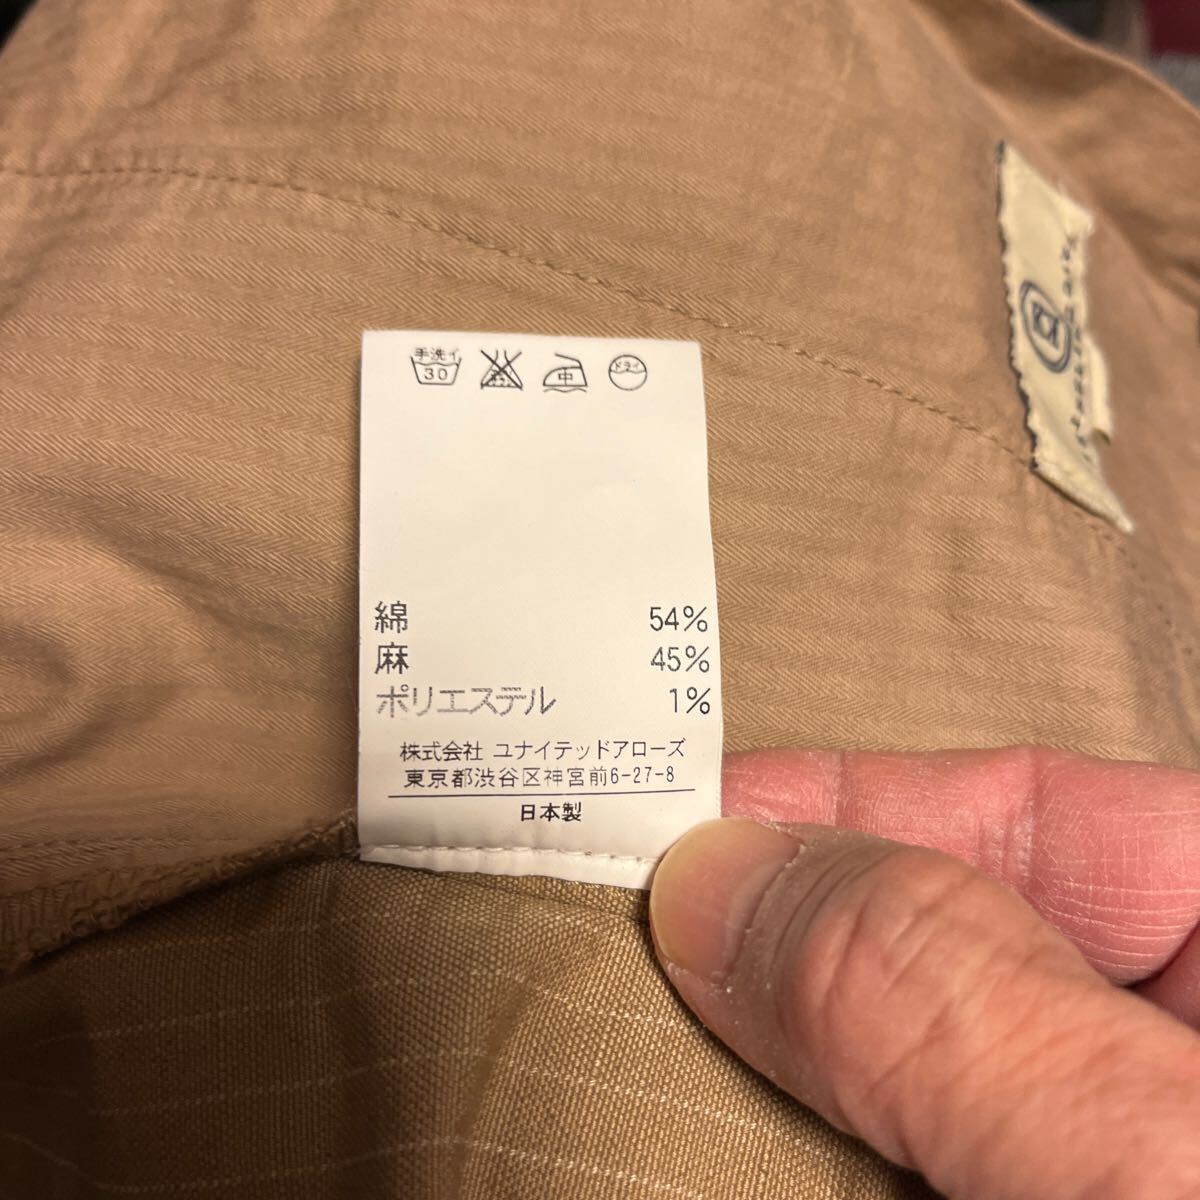 手洗イ
30
中
ドライ
綿 54%
麻 45%
ポリエステル 1%
株式会社 ユナイテッドアローズ
東京都渋谷区神宮前6-27-8
日本製